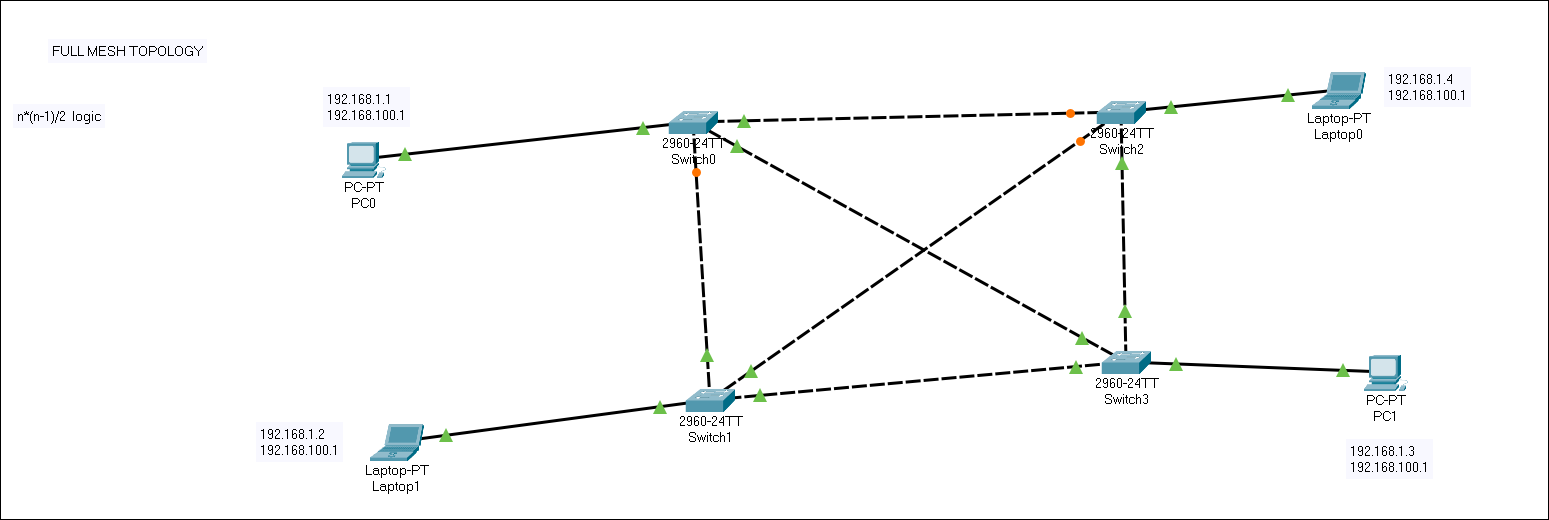 FULL MESH TOPOLOGY
n*(n-1)/2 logic
192.168.1.1
192.168.100.1
PC-PT
PC0
2960-24TT
Switch0
2960-24TT
Switch2
192.168.1.4
192.168.100.1
Laptop-PT
Laptop0
192.168.1.2
192.168.100.1
Laptop-PT
Laptop1
2960-24TT
Switch1
2960-24TT
Switch3
PC-PT
PC1
192.168.1.3
192.168.100.1